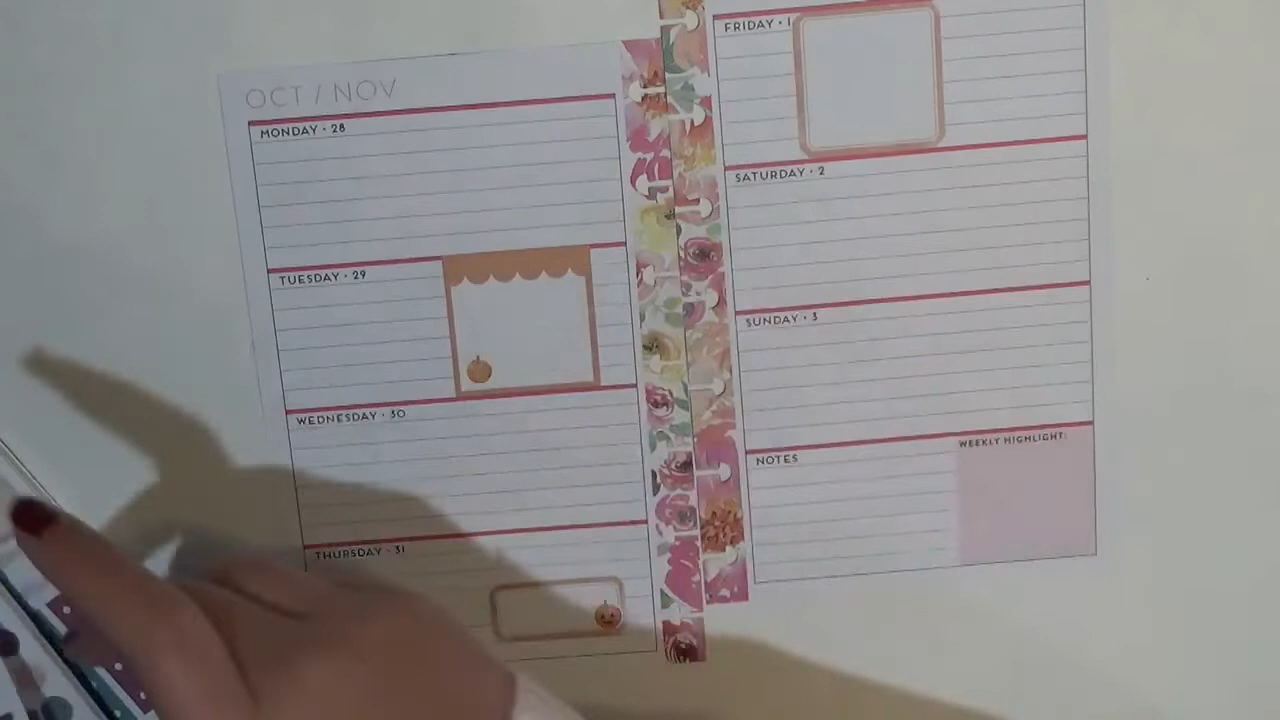 OCT / NOV
MONDAY · 28
TUESDAY · 29
WEDNESDAY · 30
THURSDAY · 31
FRIDAY · 1
SATURDAY · 2
SUNDAY · 3
NOTES
WEEKLY HIGHLIGHT: